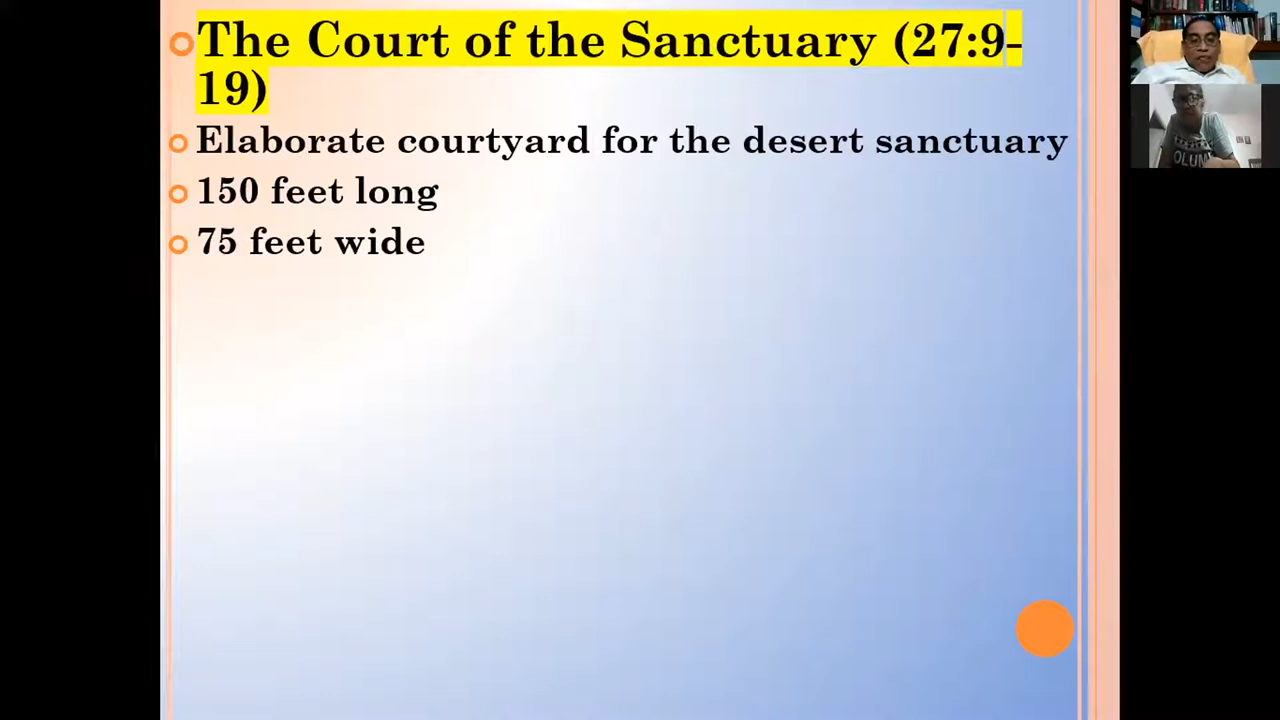 The Court of the Sanctuary (27:9-
19)
Elaborate courtyard for the desert sanctuary
150 feet long
75 feet wide
OLUM